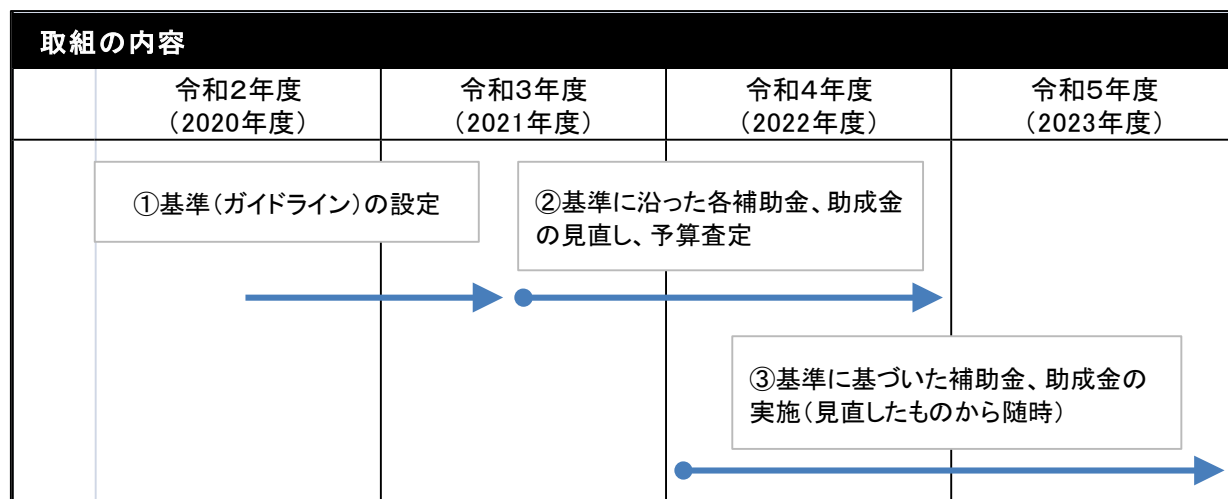 取組の内容
令和2年度
（2020年度）
令和3年度
（2021年度）
令和4年度
（2022年度）
令和5年度
（2023年度）
①基準（ガイドライン）の設定
②基準に沿った各補助金、助成金
の見直し、予算査定
③基準に基づいた補助金、助成金の
実施（見直したものから随時）